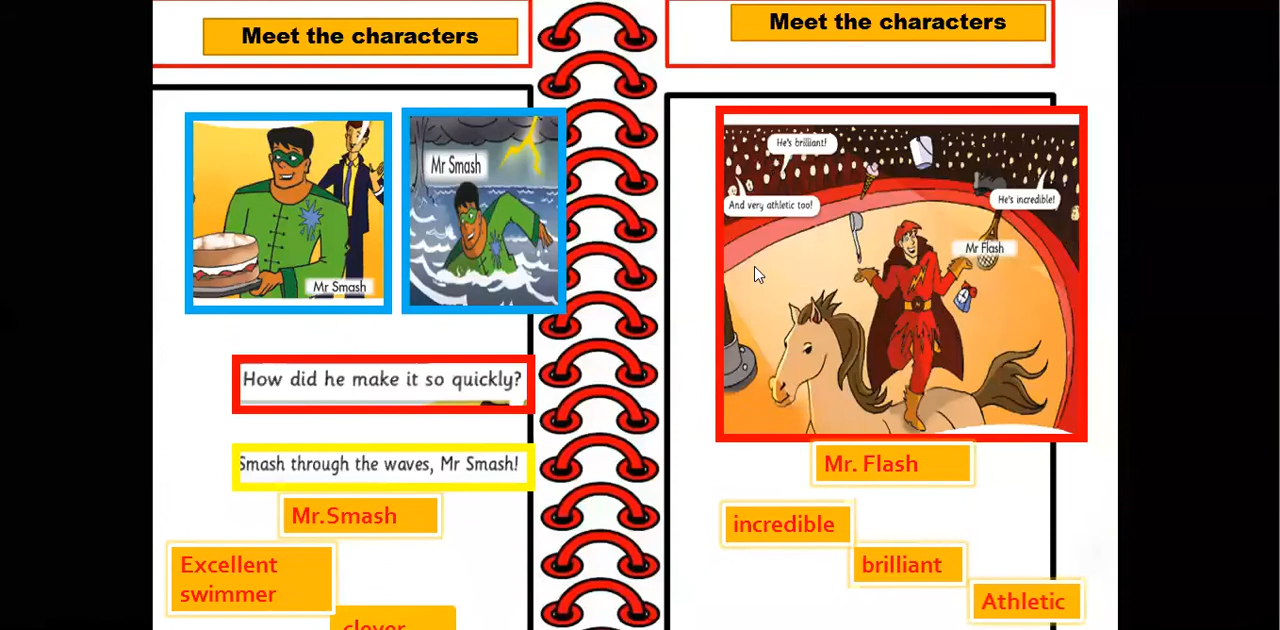 Meet the characters
Mr Smash
Mr Smash
How did he make it so quickly?
Smash through the waves, Mr Smash!
Mr.Smash
Excellent
swimmer
clever
Meet the characters
He's brilliant!
And very athletic too!
He's incredible!
Mr Flash
Mr. Flash
incredible
brilliant
Athletic